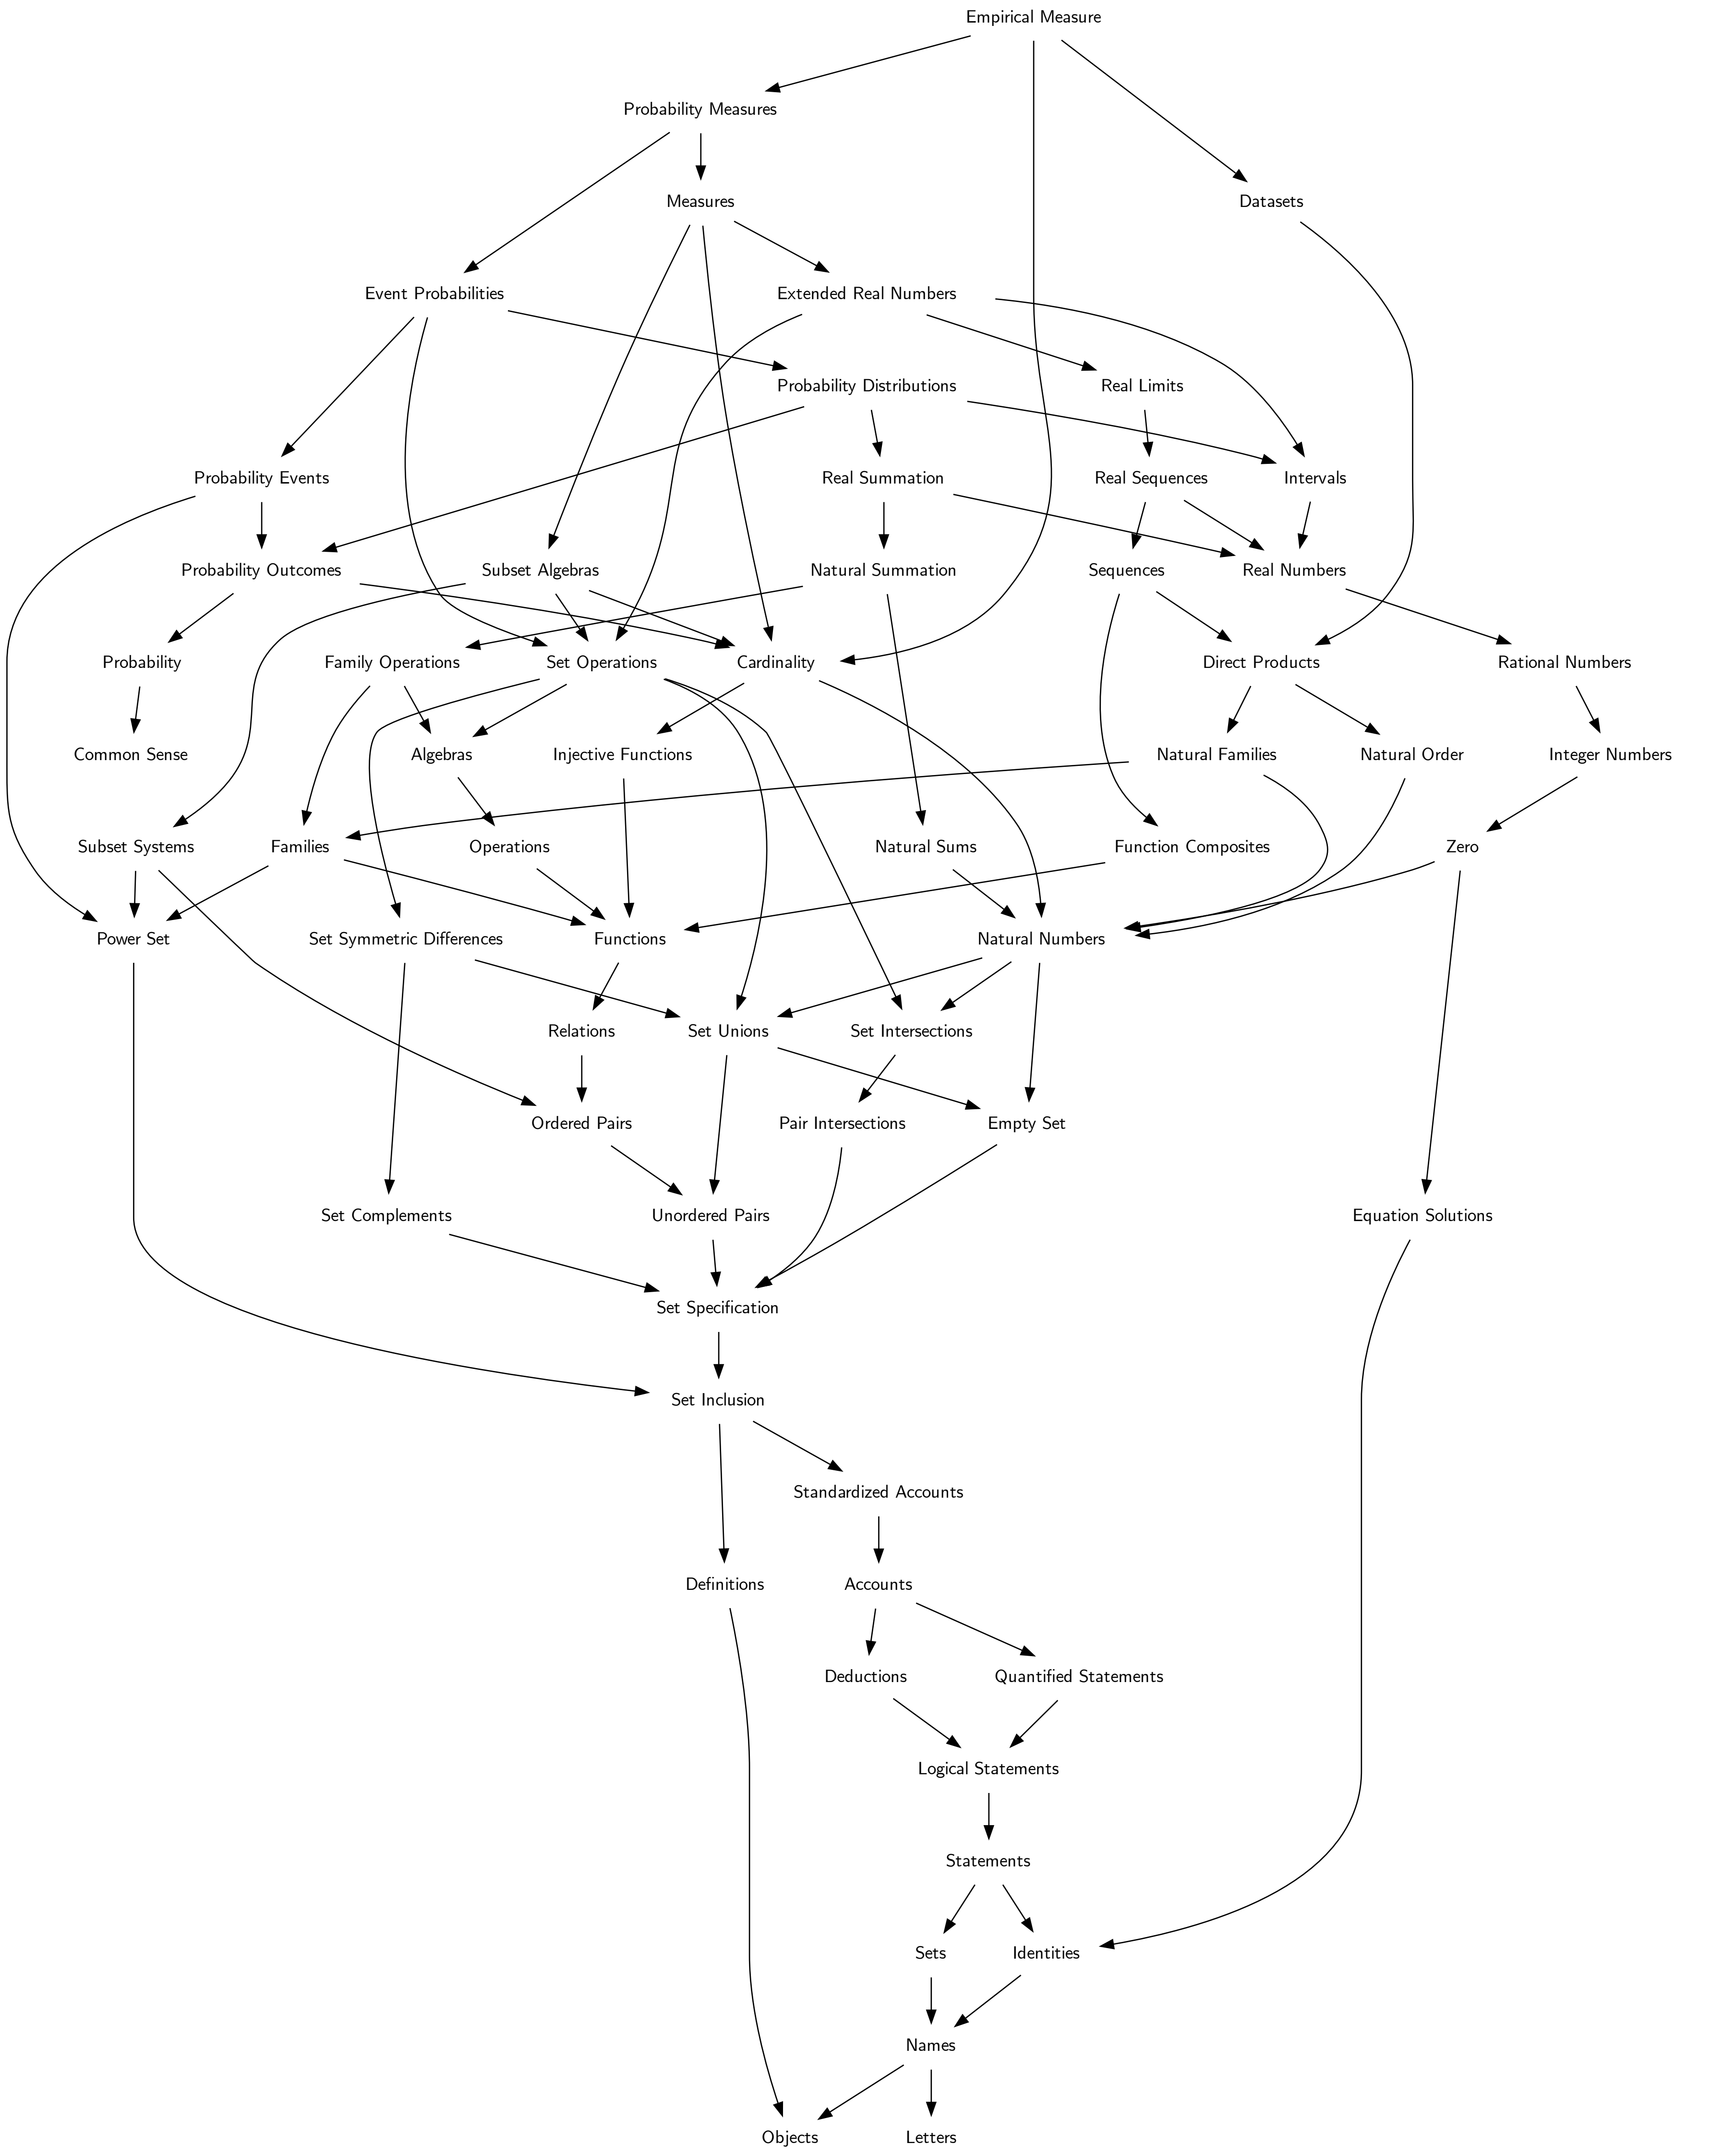 Empirical Measure
Probability Measures
Measures
Datasets
Event Probabilities
Extended Real Numbers
Probability Distributions
Real Limits
Probability Events
Real Summation
Real Sequences
Intervals
Probability Outcomes
Subset Algebras
Natural Summation
Sequences
Real Numbers
Probability
Family Operations
Set Operations
Cardinality
Direct Products
Rational Numbers
Common Sense
Algebras
Injective Functions
Natural Families
Natural Order
Integer Numbers
Subset Systems
Families
Operations
Natural Sums
Function Composites
Zero
Power Set
Set Symmetric Differences
Functions
Natural Numbers
Relations
Set Unions
Set Intersections
Ordered Pairs
Pair Intersections
Empty Set
Set Complements
Unordered Pairs
Equation Solutions
Set Specification
Set Inclusion
Standardized Accounts
Definitions
Accounts
Deductions
Quantified Statements
Logical Statements
Statements
Sets
Identities
Names
Objects
Letters